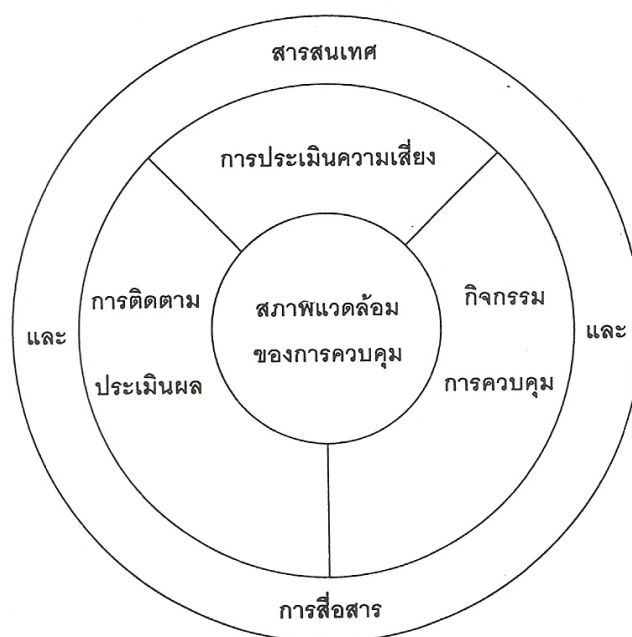 สารสนเทศ
การประเมินความเสี่ยง
การติดตาม
ประเมินผล
สภาพแวดล้อม
ของการควบคุม
กิจกรรม
การควบคุม
และ
และ
การสื่อสาร